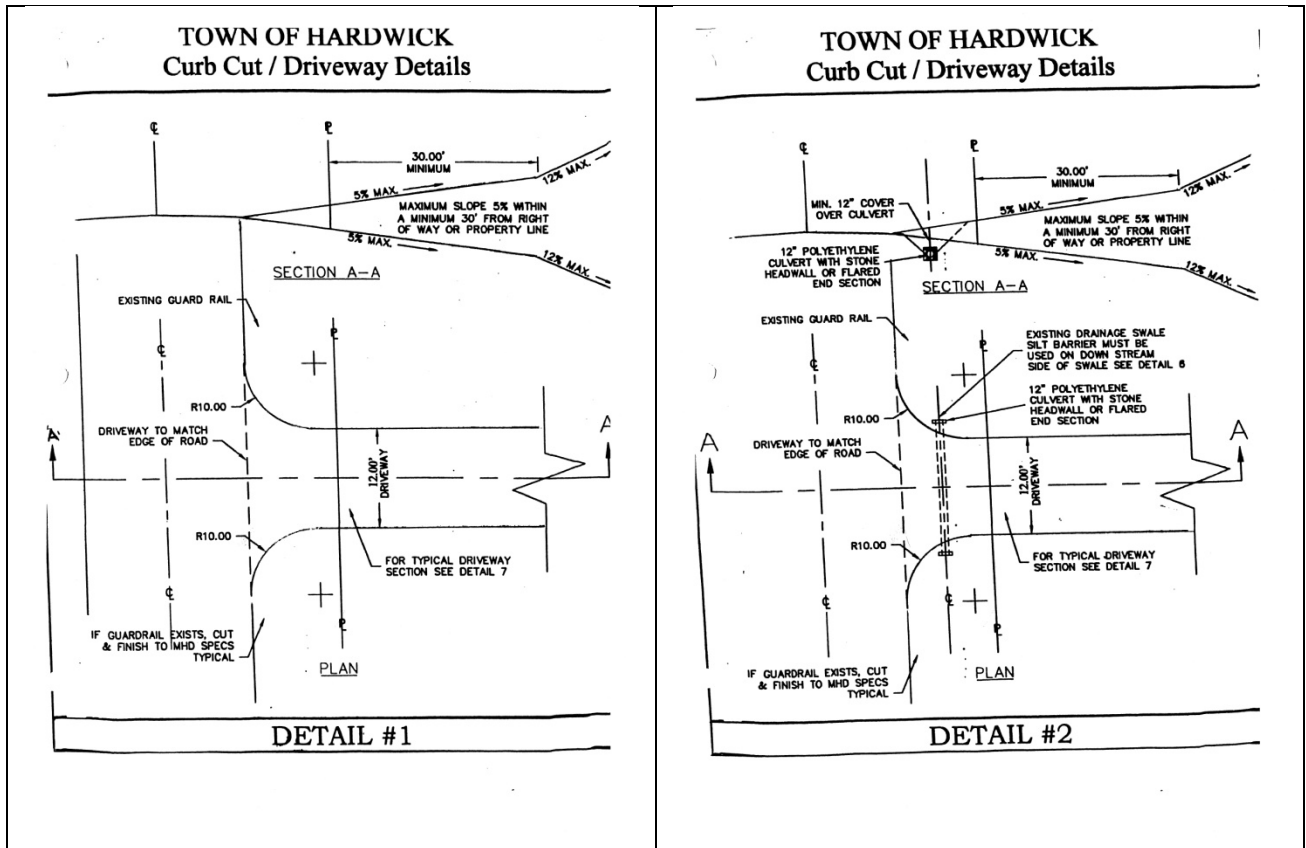 TOWN OF HARDWICK
Curb Cut / Driveway Details
℄
⅊
30.00'
MINIMUM
5% MAX.
12% MAX.
MAXIMUM SLOPE 5% WITHIN
A MINIMUM 30' FROM RIGHT
OF WAY OR PROPERTY LINE
5% MAX.
12% MAX.
SECTION A-A
EXISTING GUARD RAIL
℄
⅊
R10.00
DRIVEWAY TO MATCH
EDGE OF ROAD
A
A
12.00'
DRIVEWAY
R10.00
FOR TYPICAL DRIVEWAY
SECTION SEE DETAIL 7
℄
⅊
IF GUARDRAIL EXISTS, CUT
& FINISH TO MHD SPECS
TYPICAL
PLAN
DETAIL #1
TOWN OF HARDWICK
Curb Cut / Driveway Details
℄
⅊
30.00'
MINIMUM
5% MAX.
12% MAX.
MIN. 12" COVER
OVER CULVERT
MAXIMUM SLOPE 5% WITHIN
A MINIMUM 30' FROM RIGHT
OF WAY OR PROPERTY LINE
12" POLYETHYLENE
CULVERT WITH STONE
HEADWALL OR FLARED
END SECTION
5% MAX.
12% MAX.
SECTION A-A
EXISTING GUARD RAIL
℄
⅊
EXISTING DRAINAGE SWALE
SILT BARRIER MUST BE
USED ON DOWN STREAM
SIDE OF SWALE SEE DETAIL 6
12" POLYETHYLENE
CULVERT WITH STONE
HEADWALL OR FLARED
END SECTION
R10.00
DRIVEWAY TO MATCH
EDGE OF ROAD
A
A
12.00'
DRIVEWAY
R10.00
FOR TYPICAL DRIVEWAY
SECTION SEE DETAIL 7
℄
℄
⅊
IF GUARDRAIL EXISTS, CUT
& FINISH TO MHD SPECS
TYPICAL
PLAN
DETAIL #2